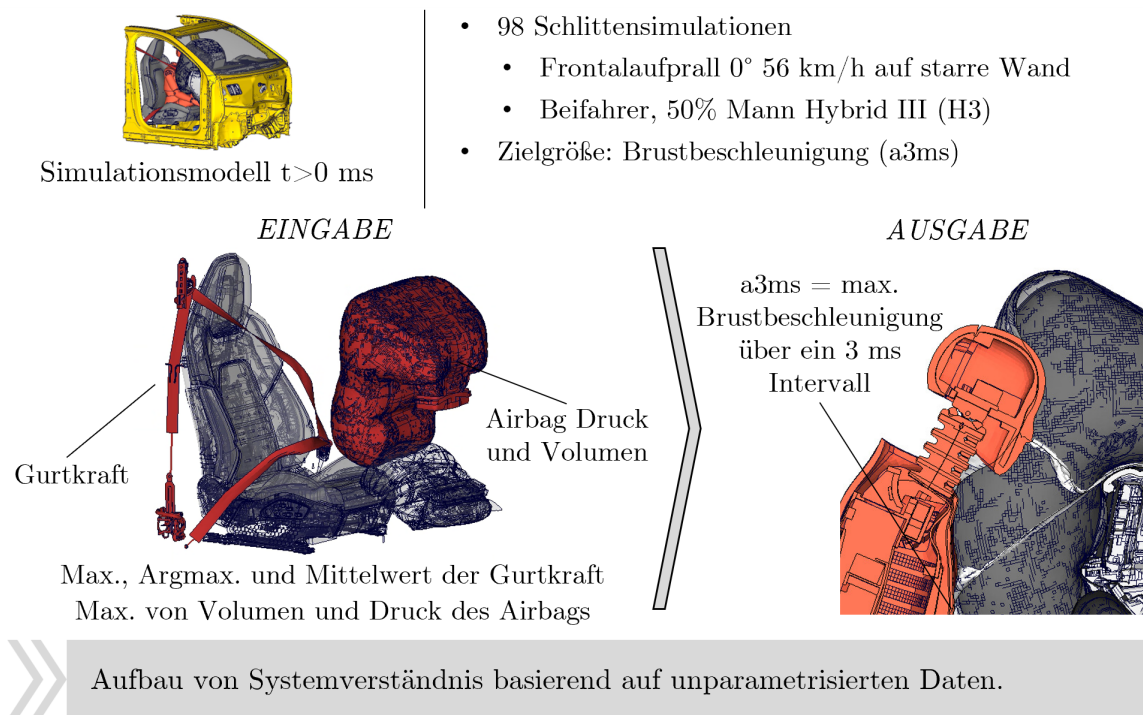 • 98 Schlittensimulationen
• Frontalaufprall 0° 56 km/h auf starre Wand
• Beifahrer, 50% Mann Hybrid III (H3)
• Zielgröße: Brustbeschleunigung (a3ms)
Simulationsmodell t>0 ms
EINGABE
Gurtkraft
Airbag Druck
und Volumen
Max., Argmax. und Mittelwert der Gurtkraft
Max. von Volumen und Druck des Airbags
AUSGABE
a3ms = max.
Brustbeschleunigung
über ein 3 ms
Intervall
Aufbau von Systemverständnis basierend auf unparametrisierten Daten.